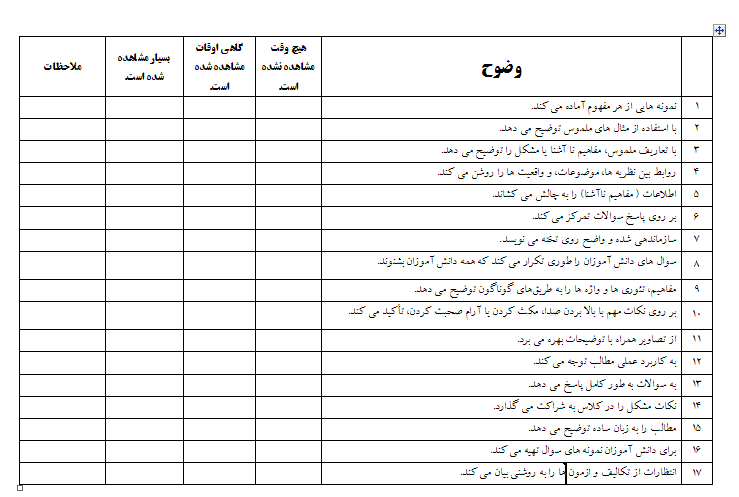 وضوح
هیچ وقت مشاهده نشده است.
گاهی اوقات مشاهده شده است.
بسیار مشاهده شده است.
ملاحظات
۱ نمونه هایی از هر مفهوم آماده می کند.
۲ با استفاده از مثال های ملموس توضیح می دهد.
۳ با تعاریف ملموس، مفاهیم نا آشنا یا مشکل را توضیح می دهد.
۴ روابط بین نظریه ها، موضوعات، و واقعیت ها را روشن می کند.
۵ اطلاعات ( مفاهیم ناآشنا) را به چالش می کشاند.
۶ بر روی پاسخ سوالات تمرکز می کند.
۷ سازماندهی شده و واضح روی تخته می نویسد.
۸ سوال های دانش آموزان را طوری تکرار می کند که همه دانش آموزان بشنوند.
۹ مفاهیم، تئوری ها و واژه ها را به طریق‌های گوناگون توضیح می دهد.
۱۰ بر روی نکات مهم با بالا بردن صدا، مکث کردن یا آرام صحبت کردن، تأکید می کند.
۱۱ از تصاویر همراه با توضیحات بهره می برد.
۱۲ به کاربرد عملی مطالب توجه می کند.
۱۳ به سوالات به طور کامل پاسخ می دهد.
۱۴ نکات مشکل را در کلاس به شراکت می گذارد.
۱۵ مطالب را به زبان ساده توضیح می دهد.
۱۶ برای دانش آموزان نمونه های سوال تهیه می کند.
۱۷ انتظارات از تکالیف و ازمون ها را به روشنی بیان می کند.